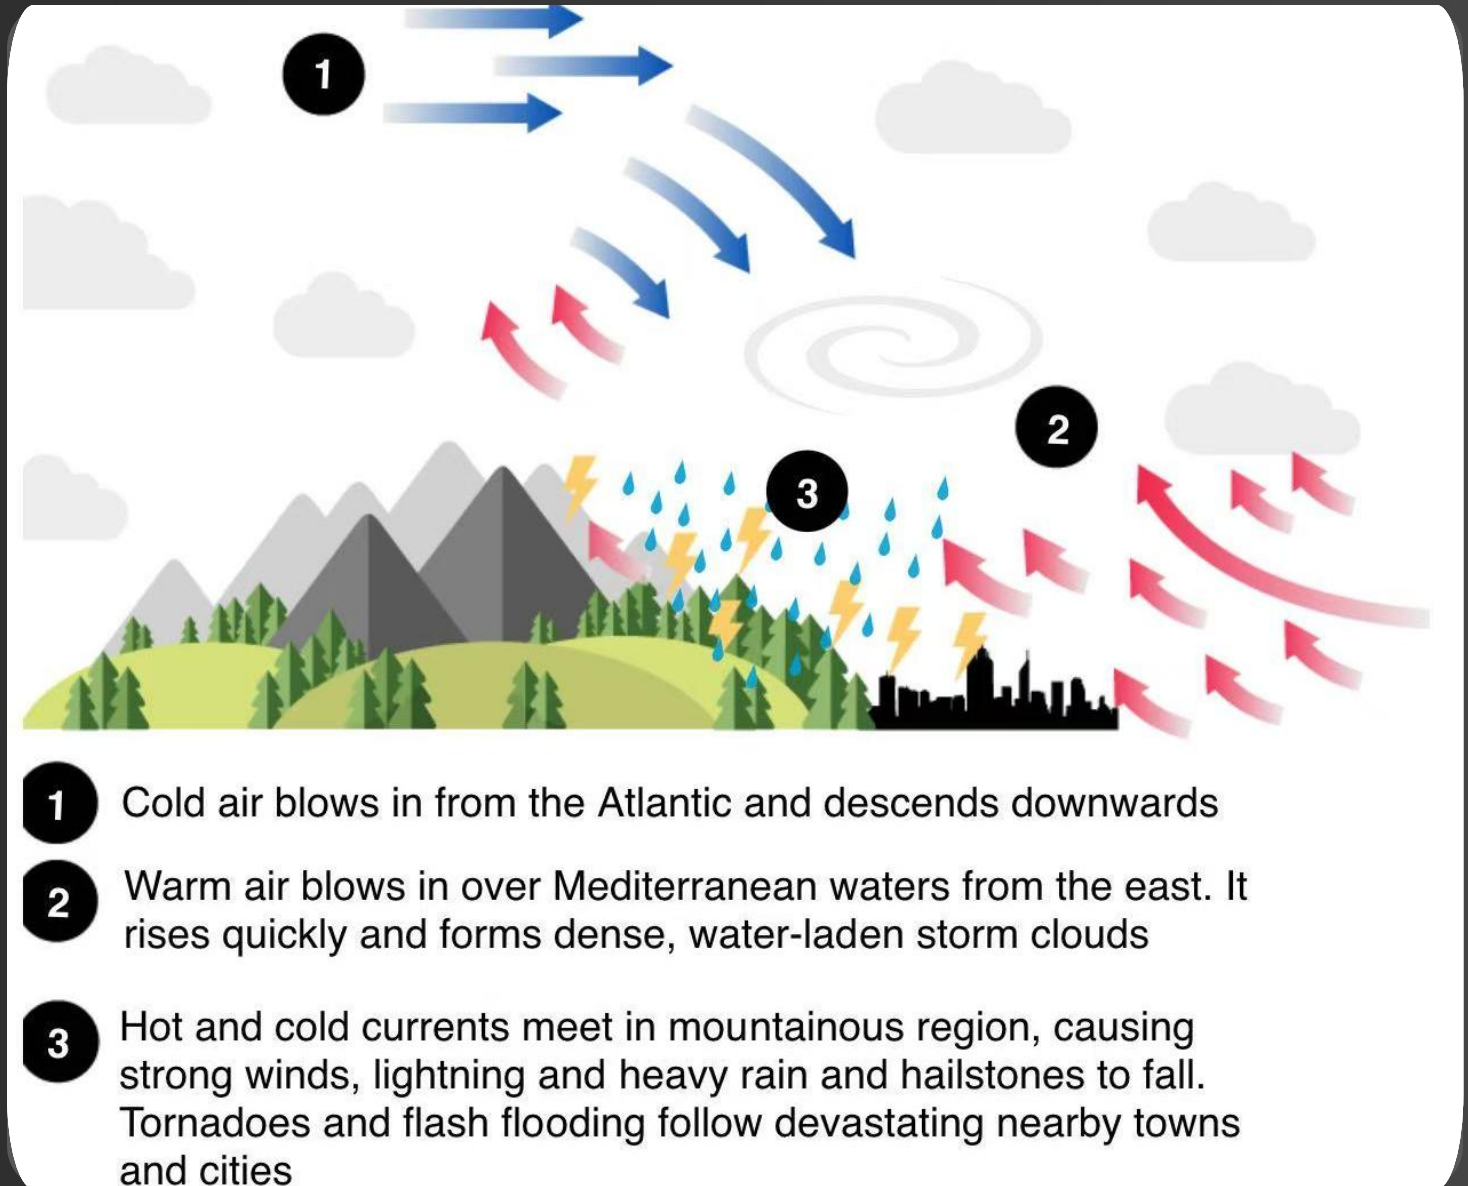 1
2
3
1 Cold air blows in from the Atlantic and descends downwards
2 Warm air blows in over Mediterranean waters from the east. It
rises quickly and forms dense, water-laden storm clouds
3 Hot and cold currents meet in mountainous region, causing
strong winds, lightning and heavy rain and hailstones to fall.
Tornadoes and flash flooding follow devastating nearby towns
and cities